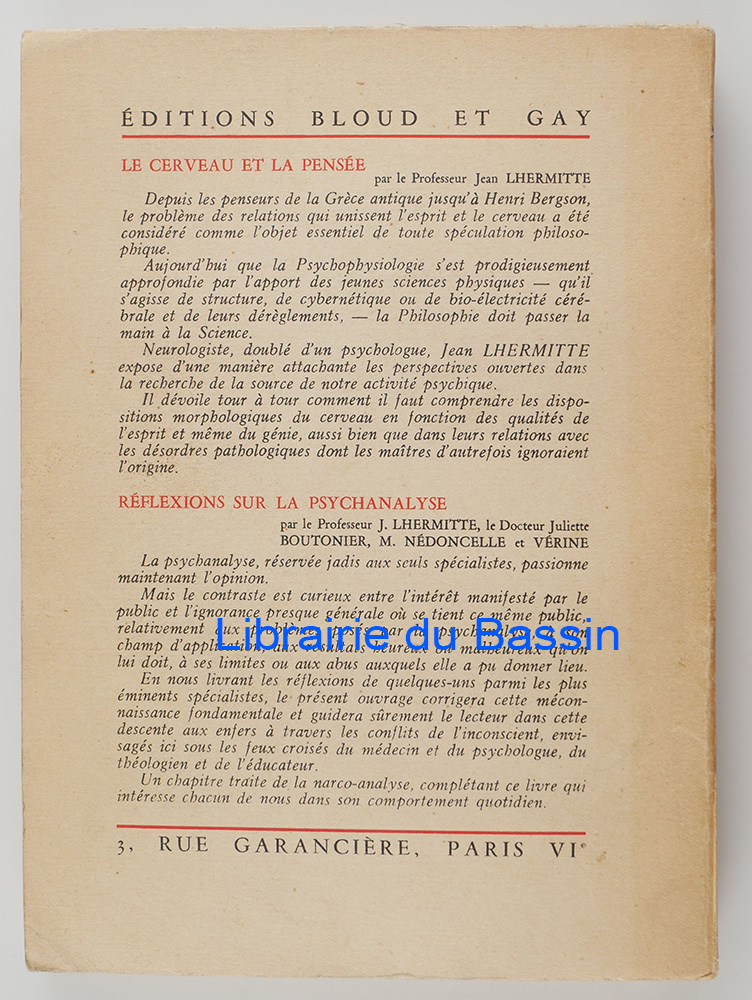 ÉDITIONS BLOUD ET GAY
LE CERVEAU ET LA PENSÉE
par le Professeur Jean LHERMITTE
Depuis les penseurs de la Grèce antique jusqu'à Henri Bergson,
le problème des relations qui unissent l'esprit et le cerveau a été
considéré comme l'objet essentiel de toute spéculation philoso-
phique.
Aujourd'hui que la Psychophysiologie s'est prodigieusement
approfondie par l'apport des jeunes sciences physiques — qu'il
s'agisse de structure, de cybernétique ou de bio-électricité céré-
brale et de leurs dérèglements, — la Philosophie doit passer la
main à la Science.
Neurologiste, doublé d'un psychologue, Jean LHERMITTE
expose d'une manière attachante les perspectives ouvertes dans
la recherche de la source de notre activité psychique.
Il dévoile tour à tour comment il faut comprendre les dispo-
sitions morphologiques du cerveau en fonction des qualités de
l'esprit et même du génie, aussi bien que dans leurs relations avec
les désordres pathologiques dont les maîtres d'autrefois ignoraient
l'origine.
RÉFLEXIONS SUR LA PSYCHANALYSE
par le Professeur J. LHERMITTE, le Docteur Juliette
BOUTONIER, M. NÉDONCELLE et VÉRINE
La psychanalyse, réservée jadis aux seuls spécialistes, passionne
maintenant l'opinion.
Mais le contraste est curieux entre l'intérêt manifesté par le
public et l'ignorance presque générale où se tient ce même public,
relativement aux problèmes posés par la psychanalyse, à son
champ d'application, aux résultats heureux ou malheureux qu'on
lui doit, à ses limites ou aux abus auxquels elle a pu donner lieu.
Librairie du Bassin
En nous livrant les réflexions de quelques-uns parmi les plus
éminents spécialistes, le présent ouvrage corrigera cette mécon-
naissance fondamentale et guidera sûrement le lecteur dans cette
descente aux enfers à travers les conflits de l'inconscient, envi-
sagés ici sous les feux croisés du médecin et du psychologue, du
théologien et de l'éducateur.
Un chapitre traite de la narco-analyse, complétant ce livre qui
intéresse chacun de nous dans son comportement quotidien.
3, RUE GARANCIÈRE, PARIS VIe